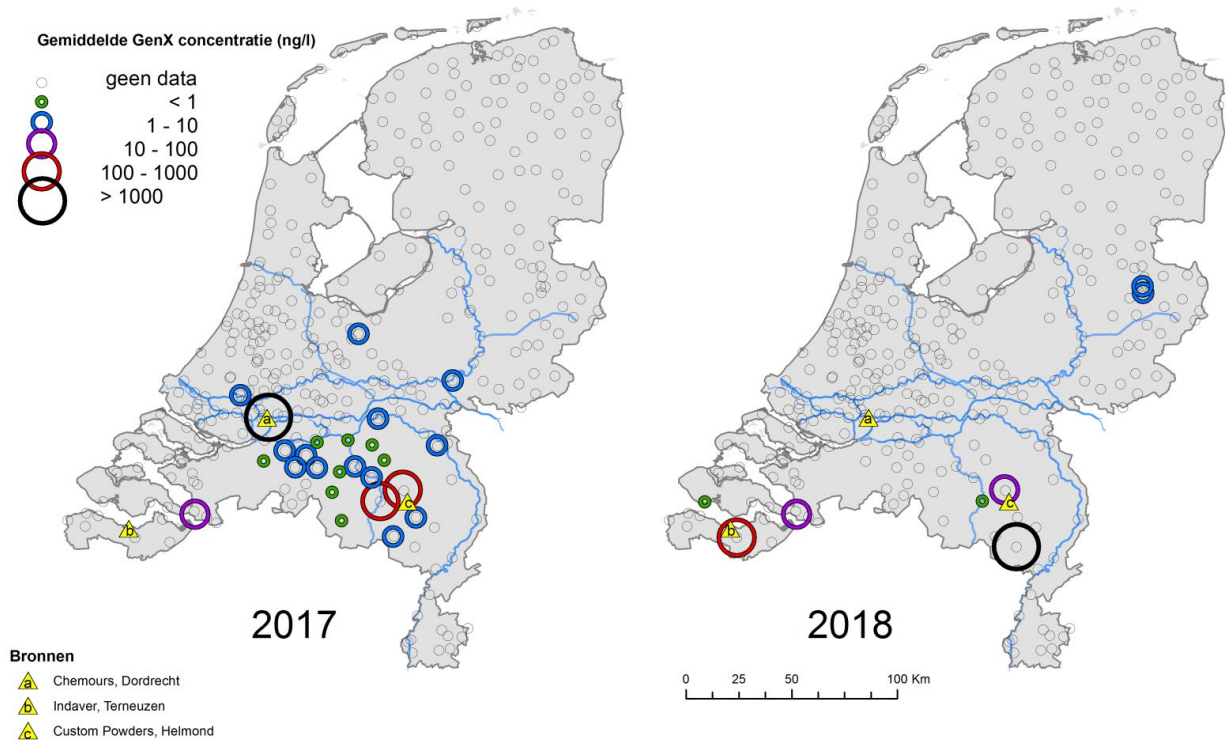 Gemiddelde GenX concentratie (ng/l)
geen data
< 1
1 - 10
10 - 100
100 - 1000
> 1000
a
b
c
2017
a
b
c
2018
0 25 50 100 Km
Bronnen
a Chemours, Dordrecht
b Indaver, Terneuzen
c Custom Powders, Helmond